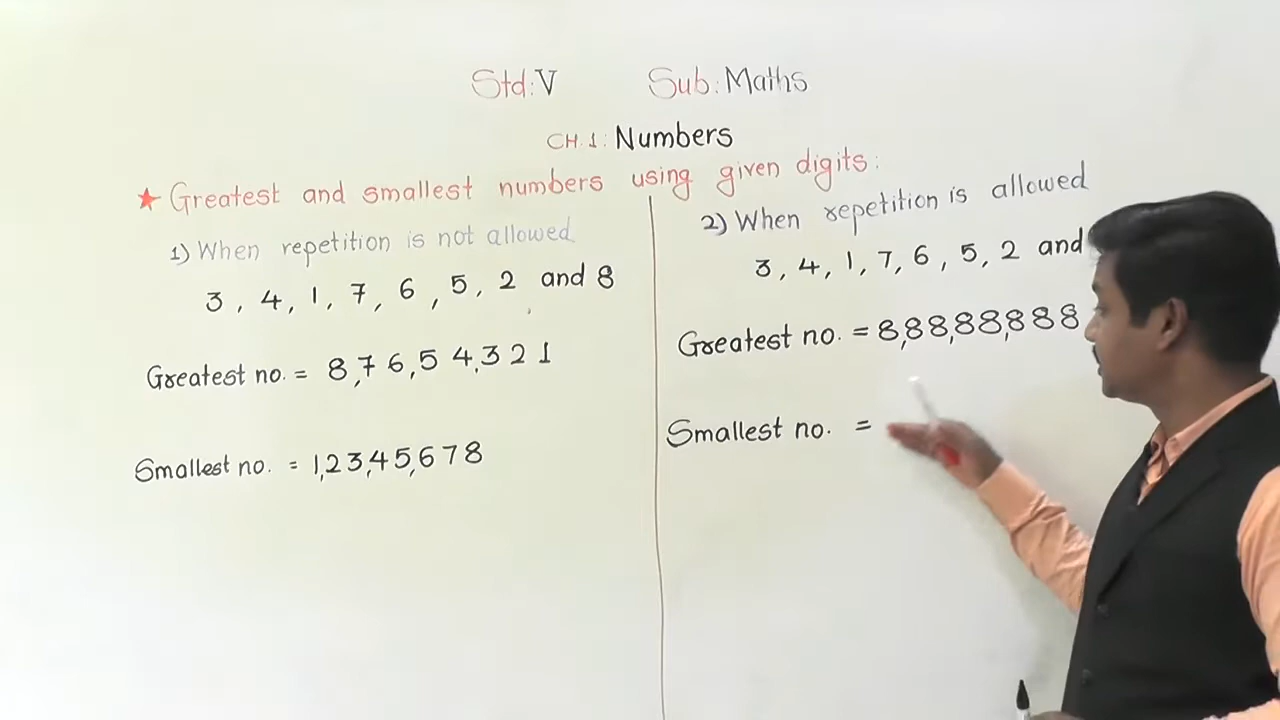 Std: V Sub: Maths
CH. 1: Numbers
★ Greatest and smallest numbers using given digits:
1) When repetition is not allowed
3, 4, 1, 7, 6, 5, 2 and 8
Greatest no. = 8,76,54,321
Smallest no. = 1,23,45,678
2) When repetition is allowed
3, 4, 1, 7, 6, 5, 2 and
Greatest no. = 8,88,88,888
Smallest no. =